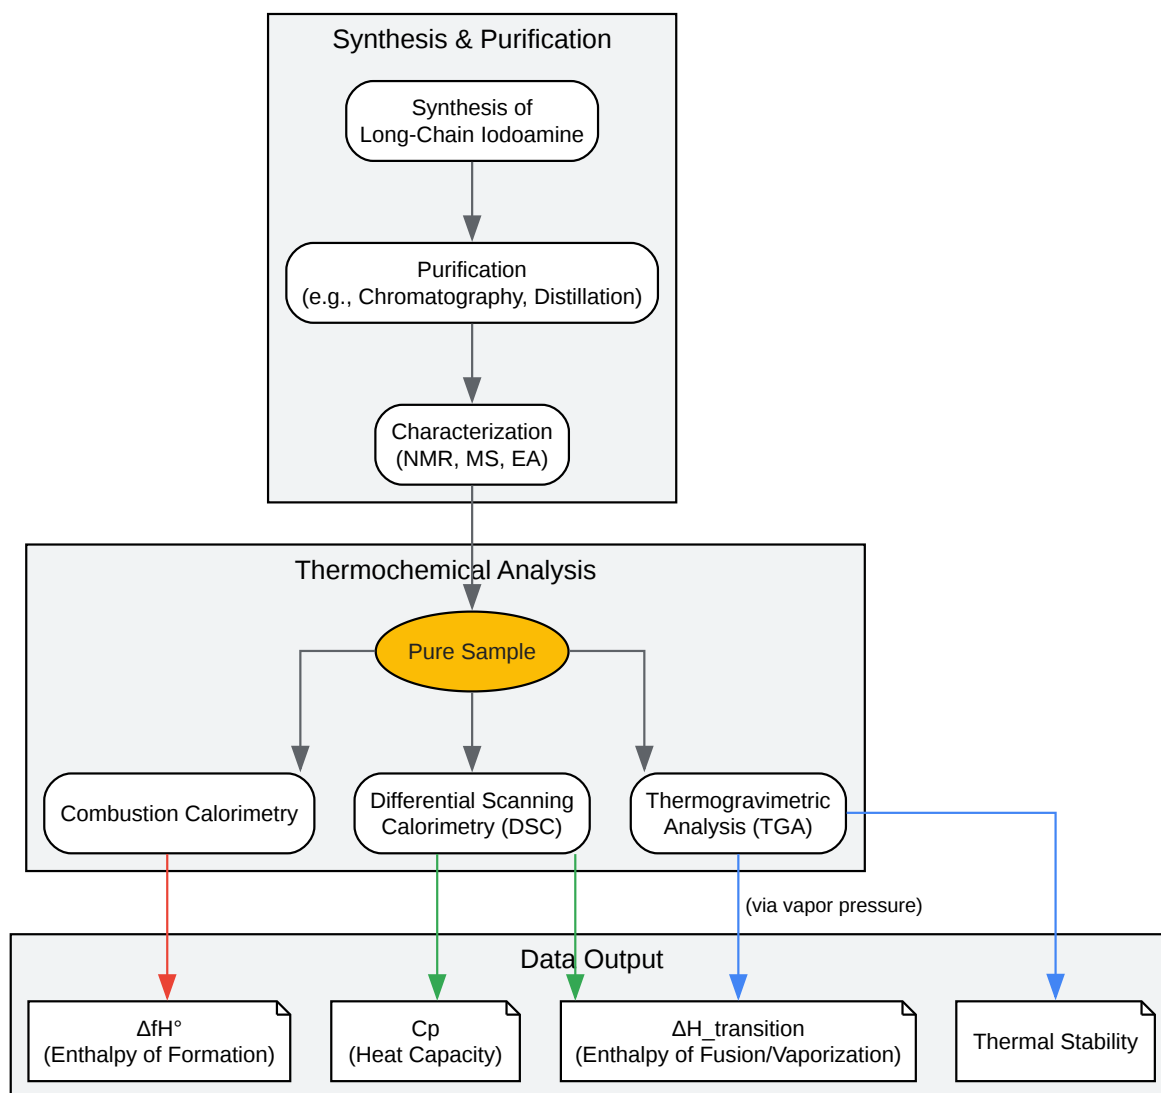 Synthesis & Purification
Synthesis of
Long-Chain Iodoamine
Purification
(e.g., Chromatography, Distillation)
Characterization
(NMR, MS, EA)
Thermochemical Analysis
Pure Sample
Combustion Calorimetry
Differential Scanning
Calorimetry (DSC)
Thermogravimetric
Analysis (TGA)
(via vapor pressure)
Data Output
ΔfH°
(Enthalpy of Formation)
Cp
(Heat Capacity)
ΔH_transition
(Enthalpy of Fusion/Vaporization)
Thermal Stability